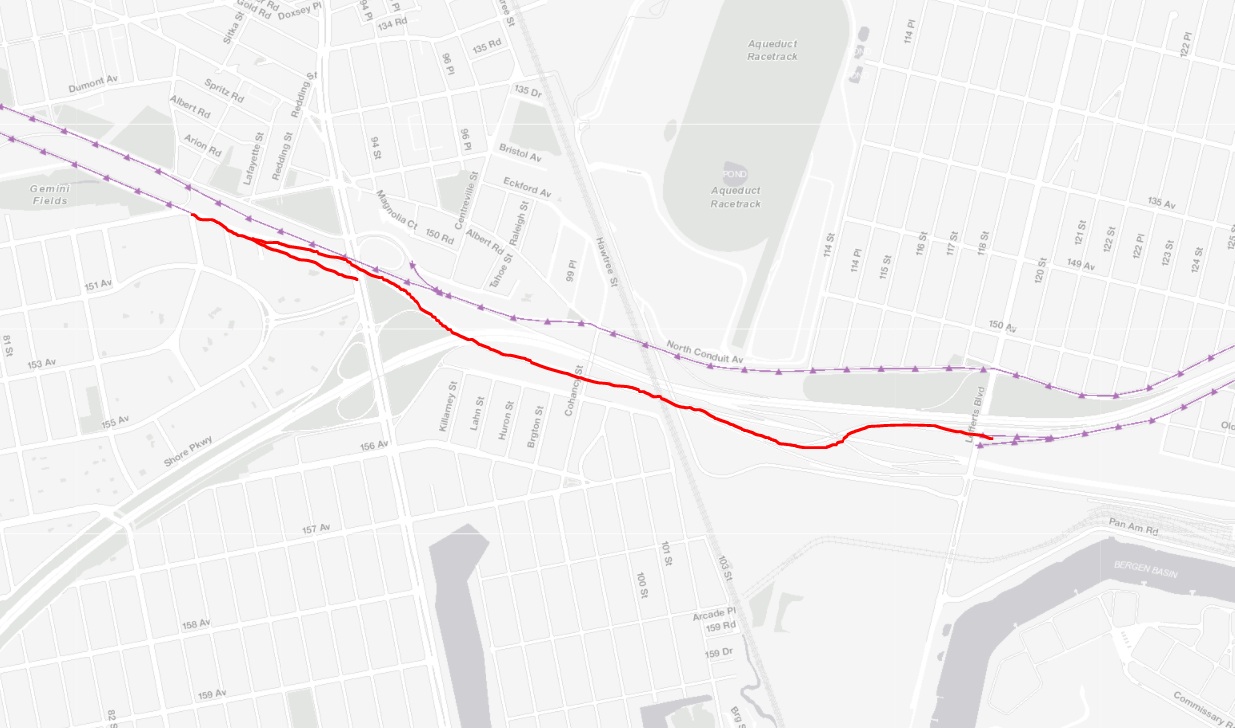 Gold Rd
Doxsey Pl
Sitka St
94 Pl
134 Rd
114 Pl
122 Pl
135 Rd
96 Pl
Aqueduct
Racetrack
Dumont Av
Spritz Rd
Redding St
135 Dr
Albert Rd
Arion Rd
Lafayette St
Redding St
94 St
96 Pl
Bristol Av
POND
Gemini
Fields
Eckford Av
Aqueduct
Racetrack
Magnolia Ct
Centreville St
135 Av
150 Rd
Albert Rd
Raleigh St
Hawtree St
114 St
114 Pl
115 St
116 St
117 St
118 St
121 St
122 St
122 Pl
123 St
124 St
Tahoe St
99 Pl
120 St
149 Av
151 Av
150 Av
81 St
153 Av
North Conduit Av
Killarney St
Lahn St
Huron St
Brgton St
Cohancy St
Lefferts Blvd
155 Av
Shore Pkwy
156 Av
157 Av
Pan Am Rd
101 St
100 St
103 St
BERGEN BASIN
158 Av
Arcade Pl
159 Rd
159 Dr
159 Av
Commissary